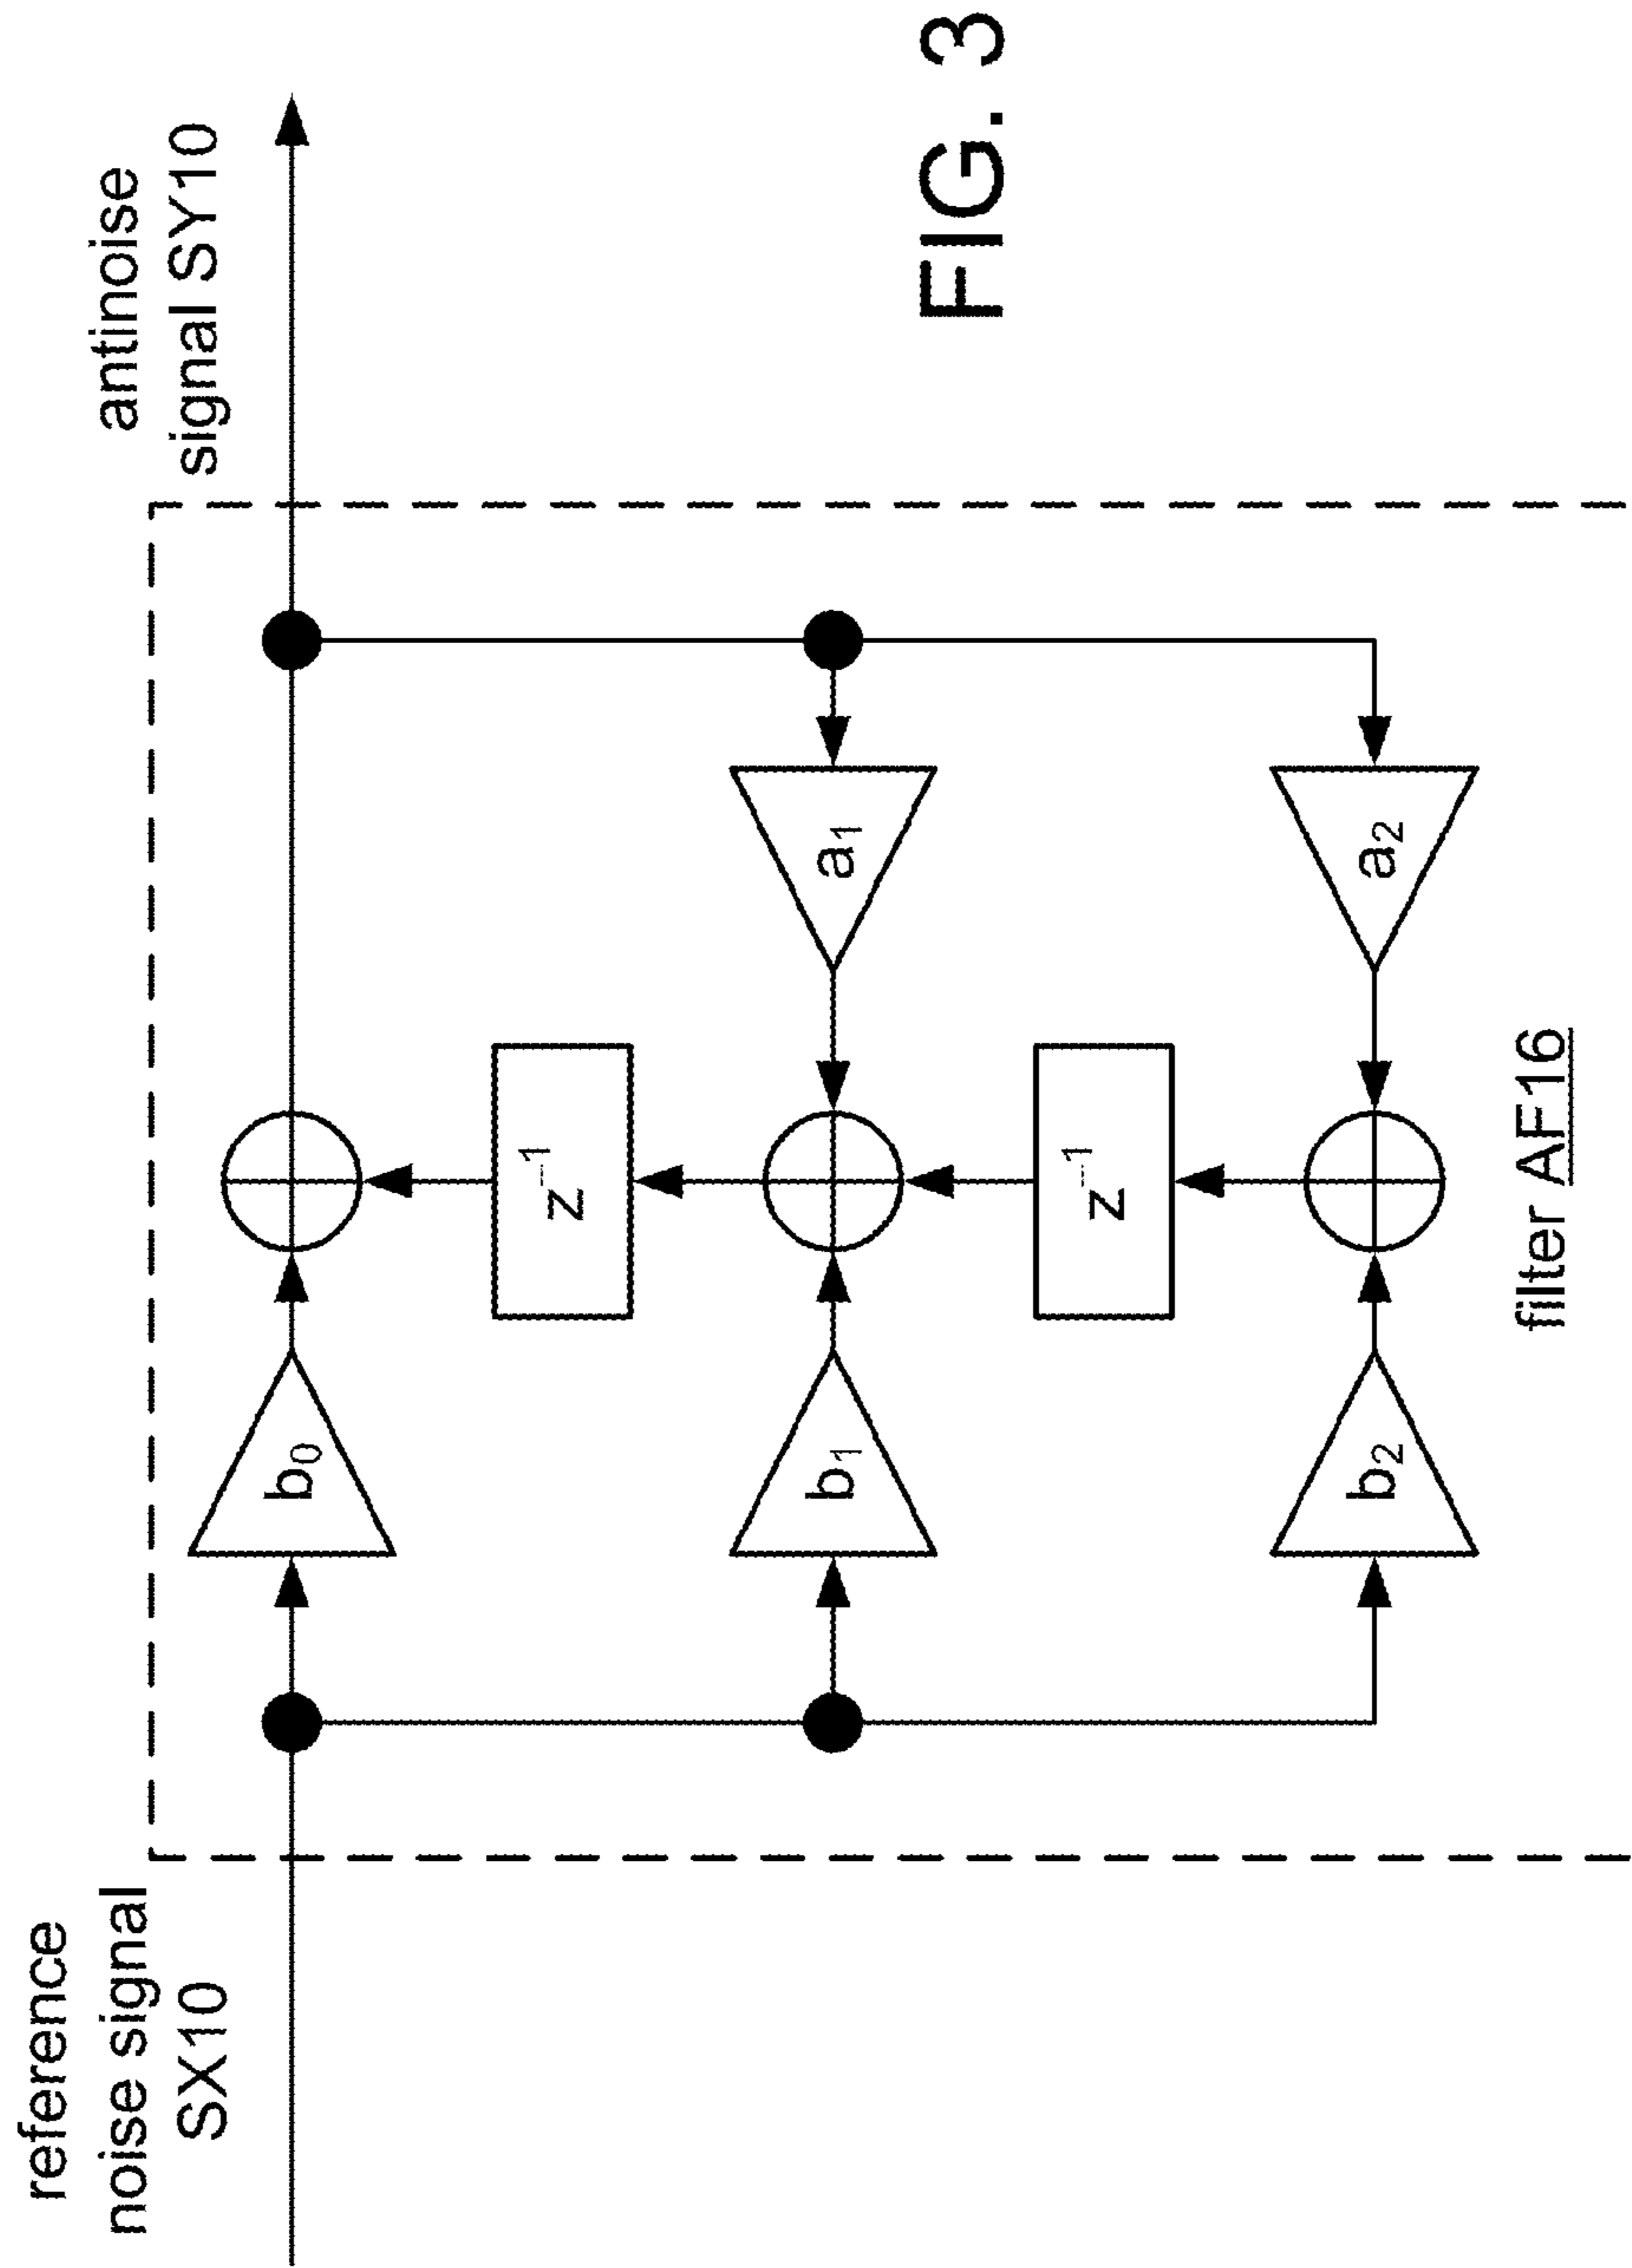 reference
noise signal
SX10
antinoise
signal SY10
b₀
z⁻¹
b₁
a₁
z⁻¹
b₂
a₂
filter AF16
FIG. 3